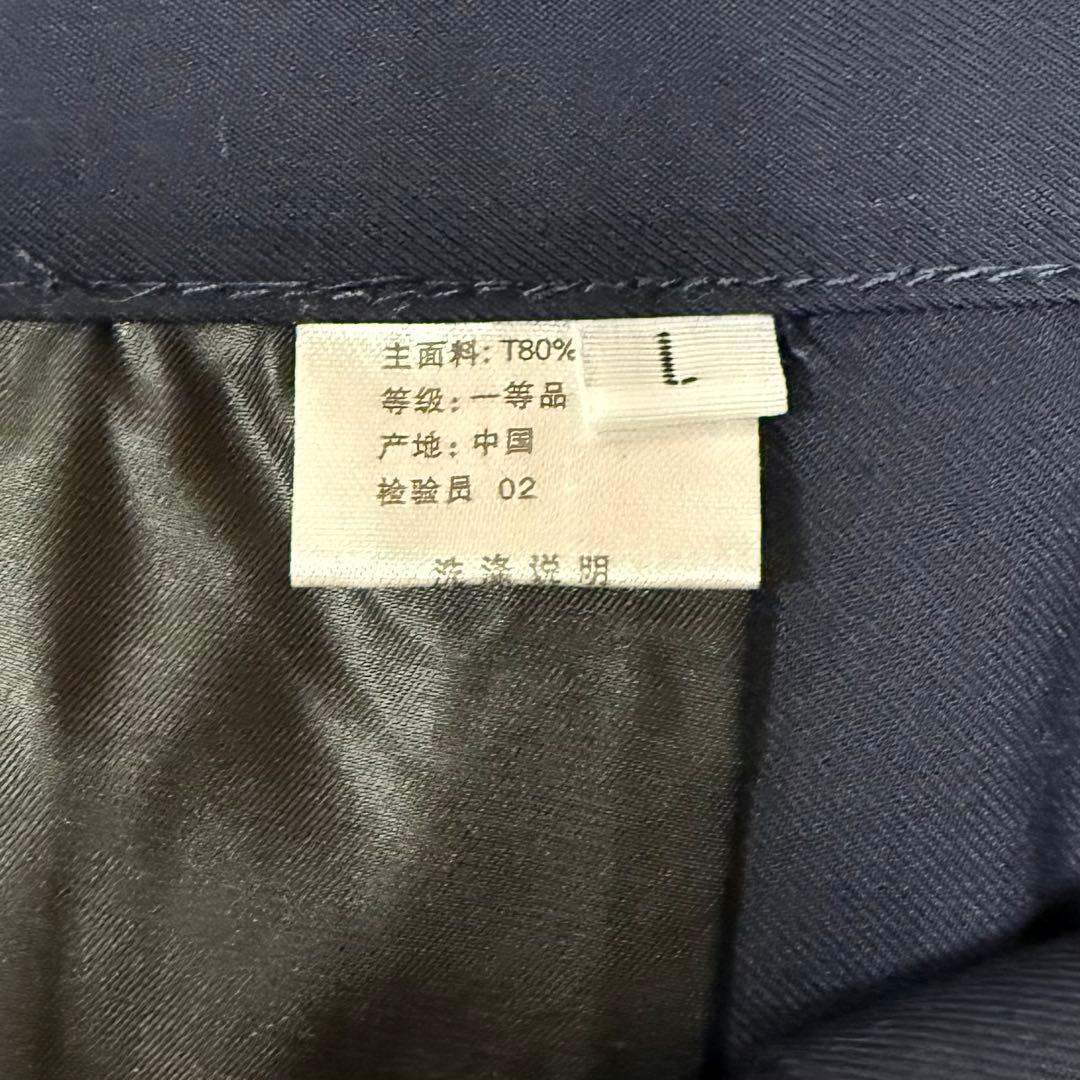 主面料: T80%
L
等级: 一等品
产地: 中国
检验员 02
洗涤说明